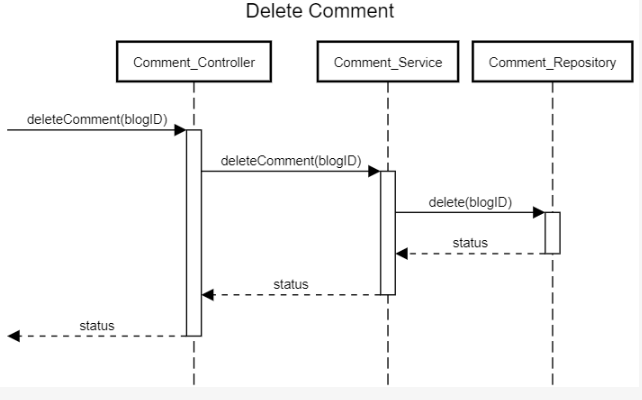 Delete Comment
Comment_Controller
Comment_Service
Comment_Repository
deleteComment(blogID)
deleteComment(blogID)
delete(blogID)
status
status
status